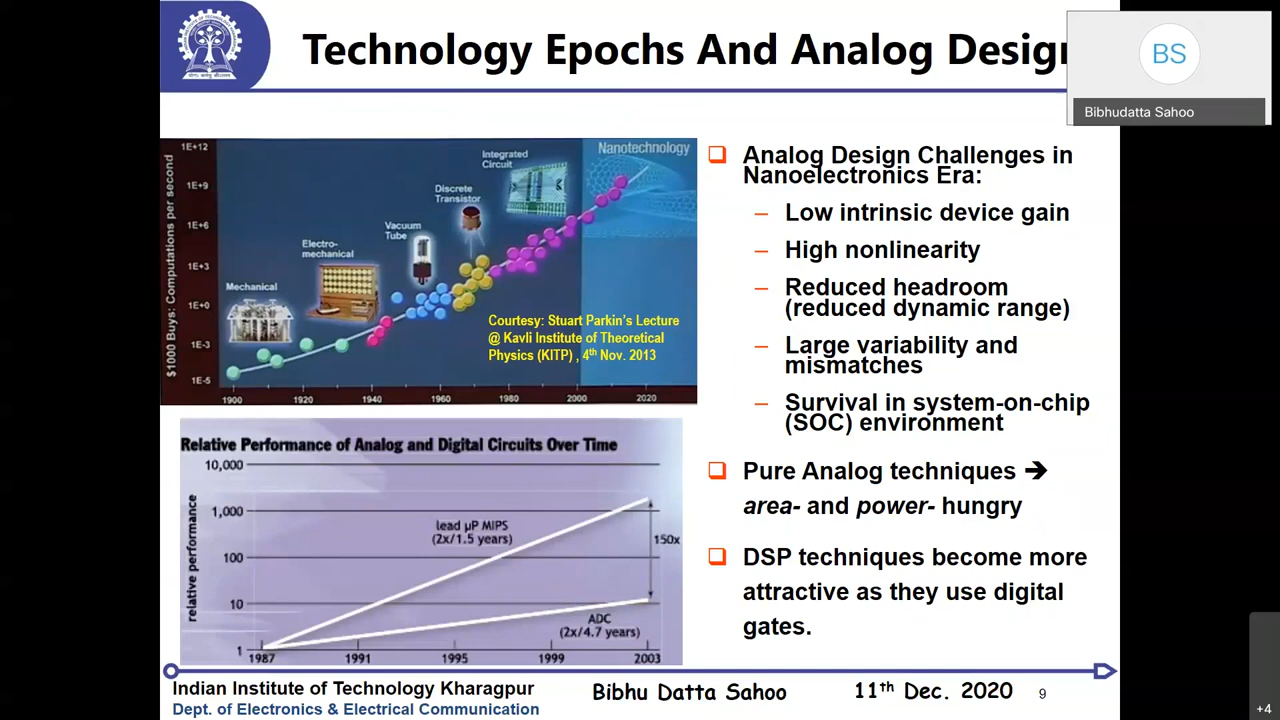 Technology Epochs And Analog Design
BS
Bibhudatta Sahoo
$1000 Buys: Computations per second
1E+12
1E+9
1E+6
1E+3
1E+0
1E-3
1E-5
Mechanical
Electro-
mechanical
Vacuum
Tube
Discrete
Transistor
Integrated
Circuit
Nanotechnology
Courtesy: Stuart Parkin's Lecture
@ Kavli Institute of Theoretical
Physics (KITP) , 4th Nov. 2013
1900 1920 1940 1960 1980 2000 2020
Relative Performance of Analog and Digital Circuits Over Time
relative performance
10,000
1,000
100
10
1
lead µP MIPS
(2x/1.5 years)
150x
ADC
(2x/4.7 years)
1987 1991 1995 1999 2003
❑ Analog Design Challenges in
Nanoelectronics Era:
– Low intrinsic device gain
– High nonlinearity
– Reduced headroom
(reduced dynamic range)
– Large variability and
mismatches
– Survival in system-on-chip
(SOC) environment
❑ Pure Analog techniques ➔
area- and power- hungry
❑ DSP techniques become more
attractive as they use digital
gates.
Indian Institute of Technology Kharagpur
Dept. of Electronics & Electrical Communication
Bibhu Datta Sahoo
11th Dec. 2020
9
+4